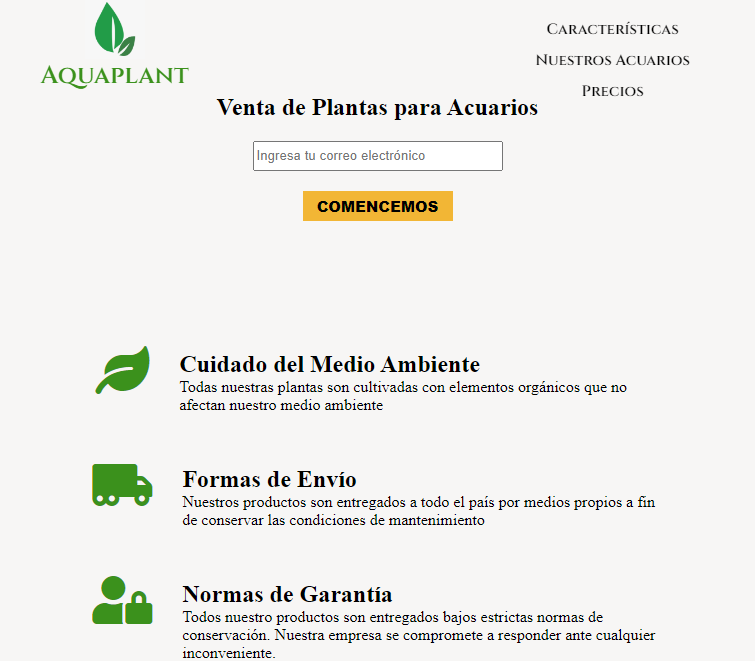 AQUAPLANT
CARACTERÍSTICAS
NUESTROS ACUARIOS
PRECIOS
Venta de Plantas para Acuarios
Ingresa tu correo electrónico
COMENCEMOS
Cuidado del Medio Ambiente
Todas nuestras plantas son cultivadas con elementos orgánicos que no
afectan nuestro medio ambiente
Formas de Envío
Nuestros productos son entregados a todo el país por medios propios a fin
de conservar las condiciones de mantenimiento
Normas de Garantía
Todos nuestro productos son entregados bajos estrictas normas de
conservación. Nuestra empresa se compromete a responder ante cualquier
inconveniente.